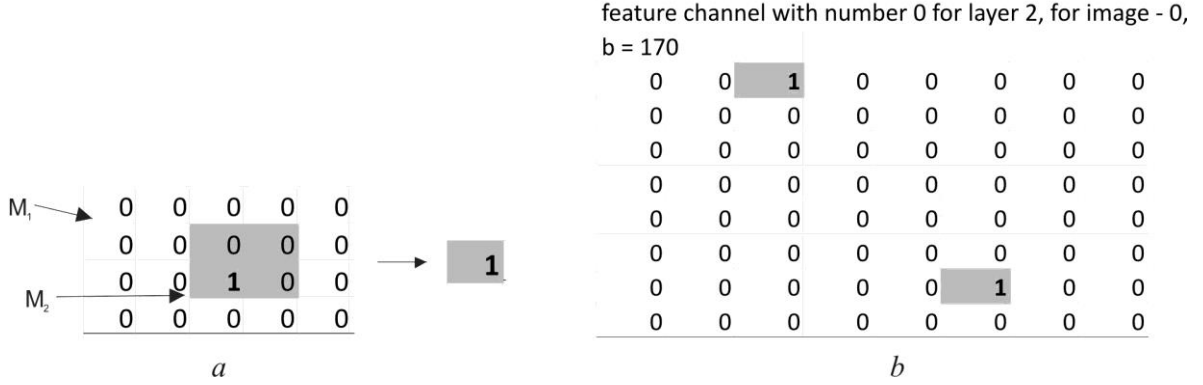 feature channel with number 0 for layer 2, for image - 0,
b = 170
0 0 1 0 0 0 0 0
0 0 0 0 0 0 0 0
0 0 0 0 0 0 0 0
0 0 0 0 0 0 0 0
0 0 0 0 0 0 0 0
0 0 0 0 0 0 0 0
0 0 0 0 0 1 0 0
0 0 0 0 0 0 0 0
M₁
0 0 0 0 0
0 0 0 0 0
0 0 1 0 0
0 0 0 0 0
M₂
1
a
b